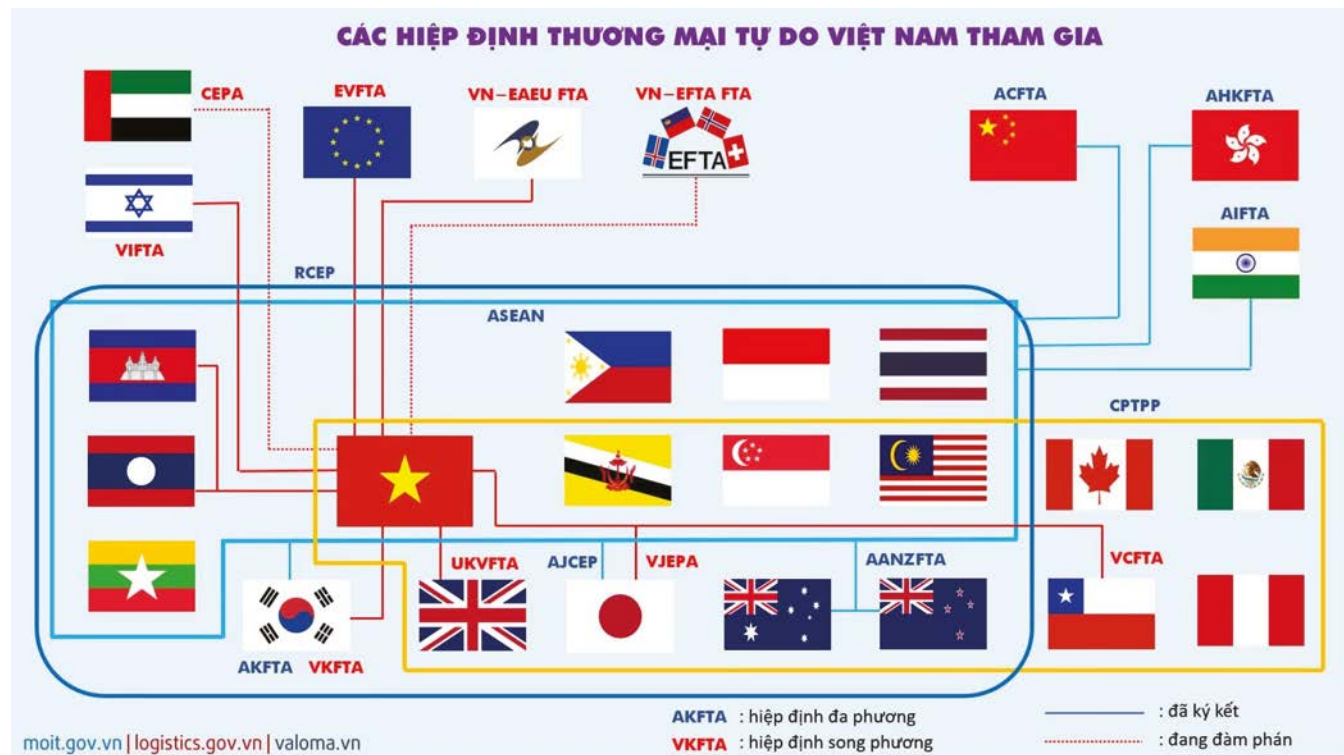 CÁC HIỆP ĐỊNH THƯƠNG MẠI TỰ DO VIỆT NAM THAM GIA
CEPA
EVFTA
VN–EAEU FTA
VN–EFTA FTA
ACFTA
AHKFTA
EFTA
VIFTA
AIFTA
RCEP
ASEAN
CPTPP
UKVFTA
AJCEP
VJEPA
AANZFTA
VCFTA
AKFTA VKFTA
AKFTA : hiệp định đa phương
: đã ký kết
VKFTA : hiệp định song phương
: đang đàm phán
moit.gov.vn | logistics.gov.vn | valoma.vn